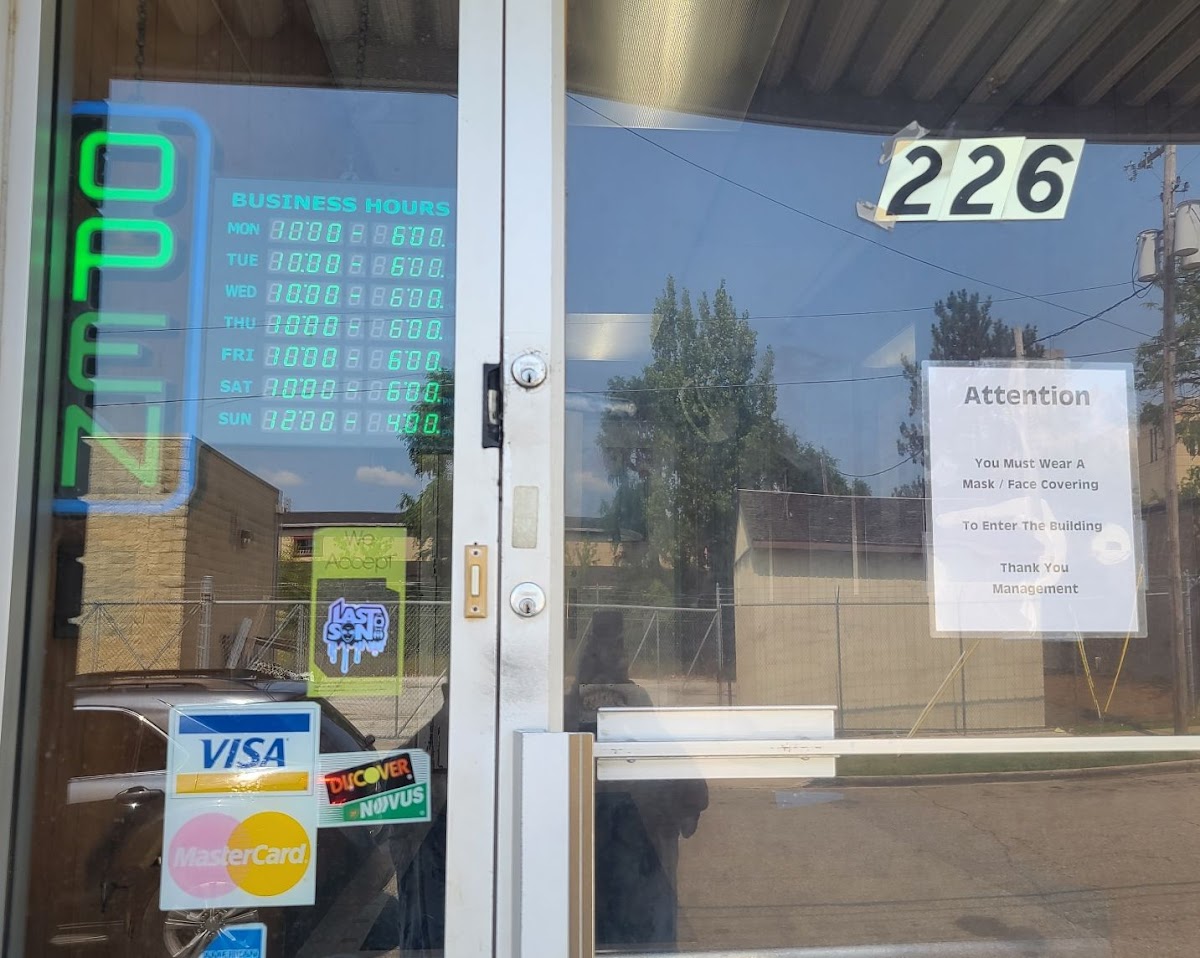 OPEN
BUSINESS HOURS
MON 10:00 - 6:00
TUE 10:00 - 6:00
WED 10:00 - 6:00
THU 10:00 - 6:00
FRI 10:00 - 6:00
SAT 10:00 - 6:00
SUN 12:00 - 4:00
We
Accept
LAST
SON
VISA
DISCOVER
NOVUS
MasterCard
226
Attention
You Must Wear A
Mask / Face Covering
To Enter The Building
Thank You
Management